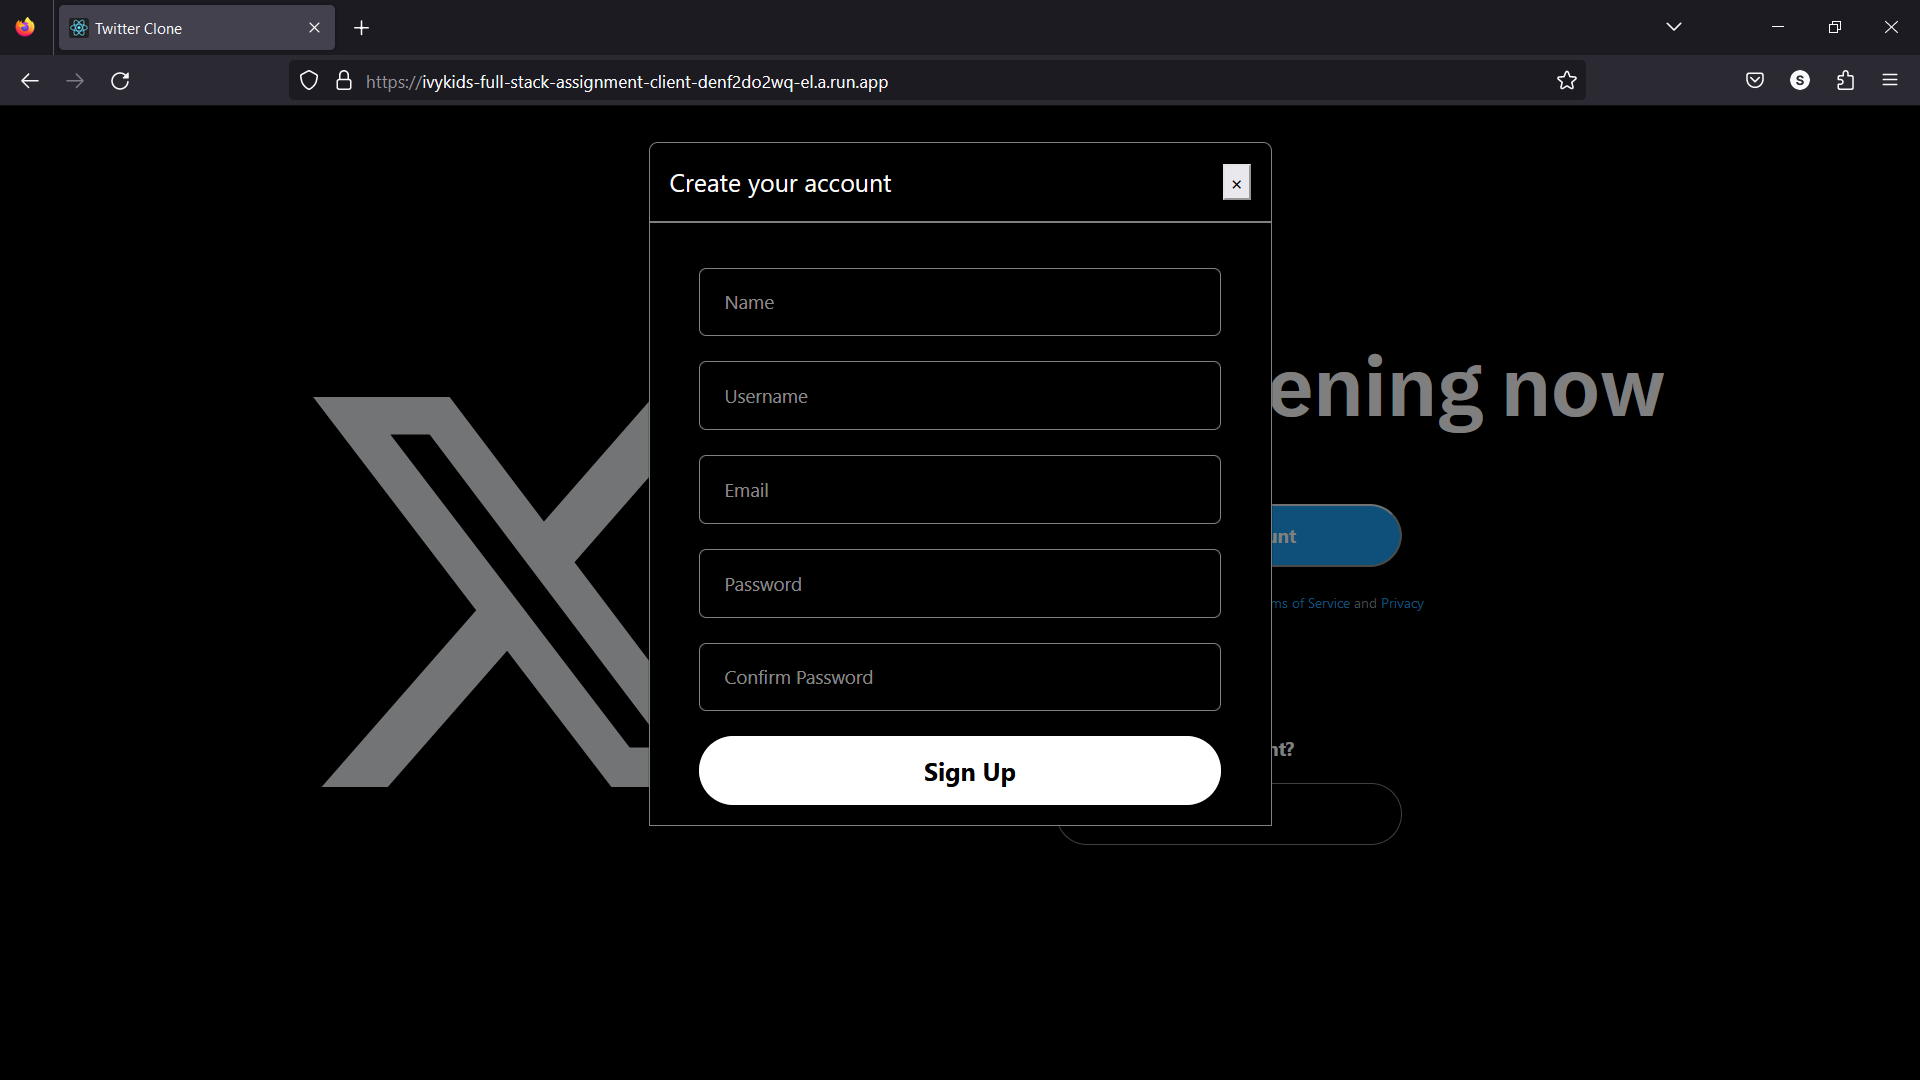 Twitter Clone
https://ivykids-full-stack-assignment-client-denf2do2wq-el.a.run.app
S
Create your account
×
Name
Username
Email
Password
Confirm Password
Sign Up
ening now
unt
ms of Service and Privacy
nt?